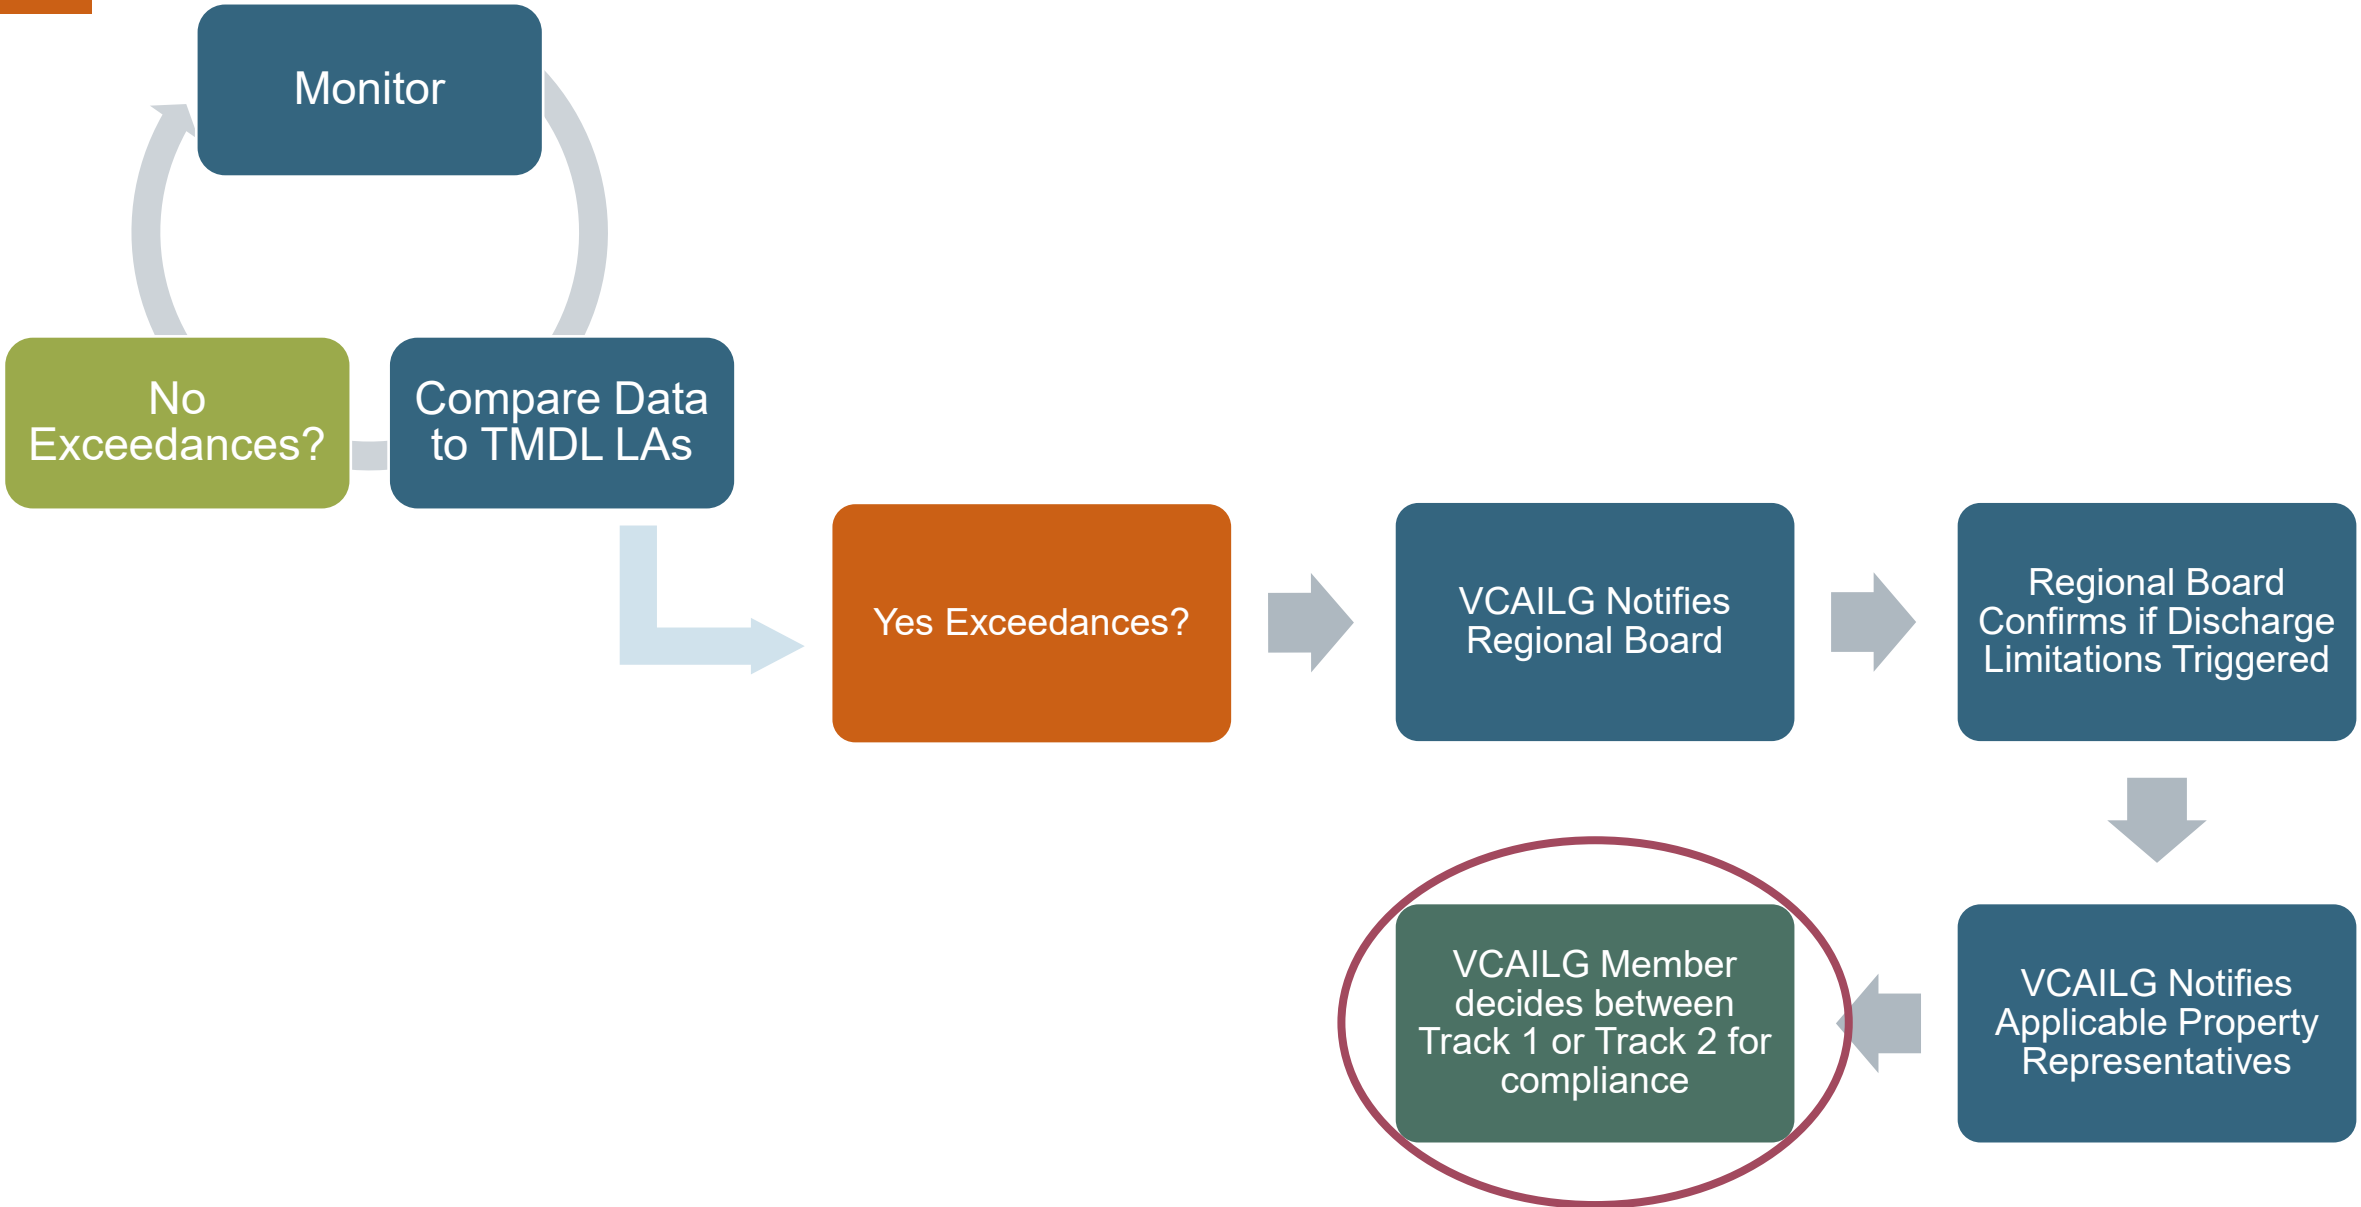 Monitor
No
Exceedances?
Compare Data
to TMDL LAs
Yes Exceedances?
VCAILG Notifies
Regional Board
Regional Board
Confirms if Discharge
Limitations Triggered
VCAILG Notifies
Applicable Property
Representatives
VCAILG Member
decides between
Track 1 or Track 2 for
compliance